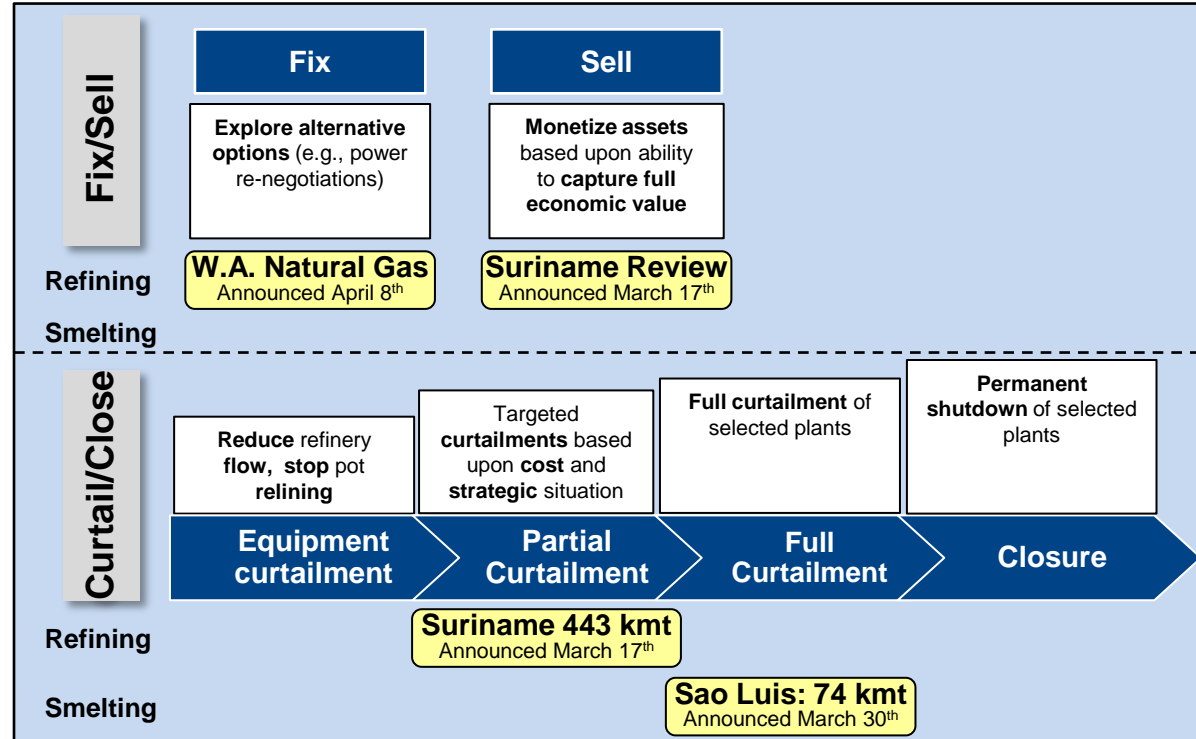 Fix/Sell
Fix
Sell
Explore alternative
options (e.g., power
re-negotiations)
Monetize assets
based upon ability
to capture full
economic value
Refining
W.A. Natural Gas
Announced April 8th
Suriname Review
Announced March 17th
Smelting
Curtail/Close
Reduce refinery
flow, stop pot
relining
Targeted
curtailments based
upon cost and
strategic situation
Full curtailment of
selected plants
Permanent
shutdown of selected
plants
Equipment
curtailment
Partial
Curtailment
Full
Curtailment
Closure
Refining
Suriname 443 kmt
Announced March 17th
Smelting
Sao Luis: 74 kmt
Announced March 30th